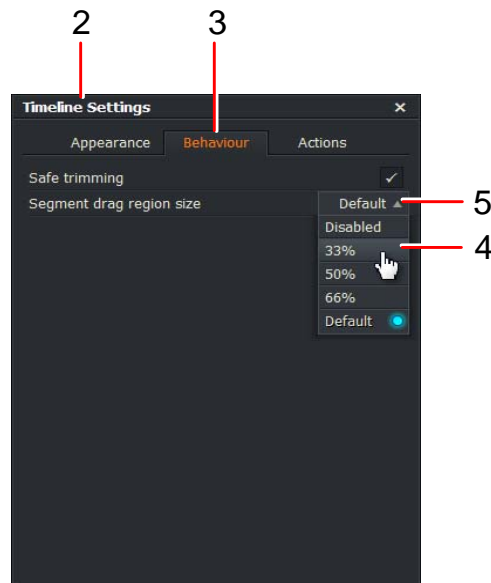 2 3
Timeline Settings ×
Appearance Behaviour Actions
Safe trimming ✓
Segment drag region size Default ▲ 5
Disabled
33% 4
50%
66%
Default